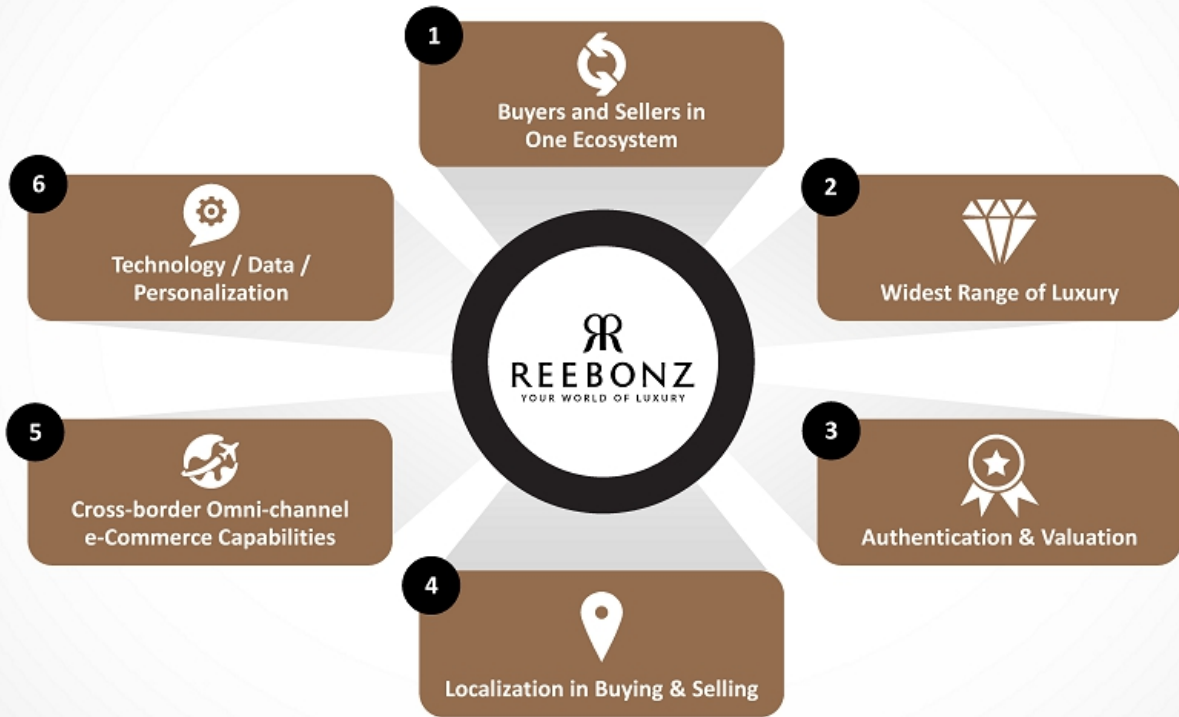 1
Buyers and Sellers in
One Ecosystem
2
Widest Range of Luxury
3
Authentication & Valuation
4
Localization in Buying & Selling
5
Cross-border Omni-channel
e-Commerce Capabilities
6
Technology / Data /
Personalization
REEBONZ
YOUR WORLD OF LUXURY